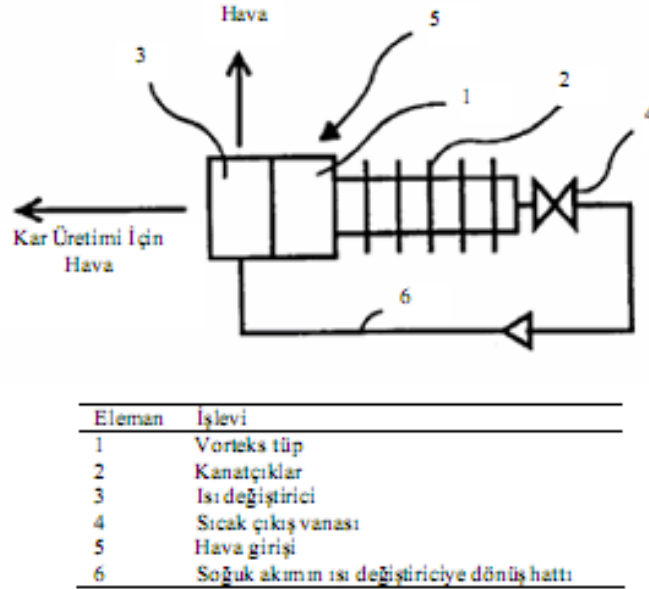 Hava
5
3
1
2
4
Kar Üretimi İçin
Hava
6
Eleman İşlevi
1 Vorteks tüp
2 Kanatçıklar
3 Isı değiştirici
4 Sıcak çıkış vanası
5 Hava girişi
6 Soğuk akımın ısı değiştiriciye dönüş hattı